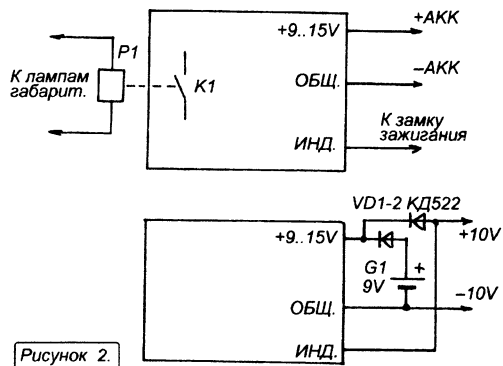 +9..15V
+АКК
P1
К лампам
габарит.
K1
ОБЩ.
–АКК
К замку
зажигания
ИНД.
VD1-2 КД522
+9..15V
+10V
G1
9V
+
ОБЩ.
–10V
ИНД.
Рисунок 2.